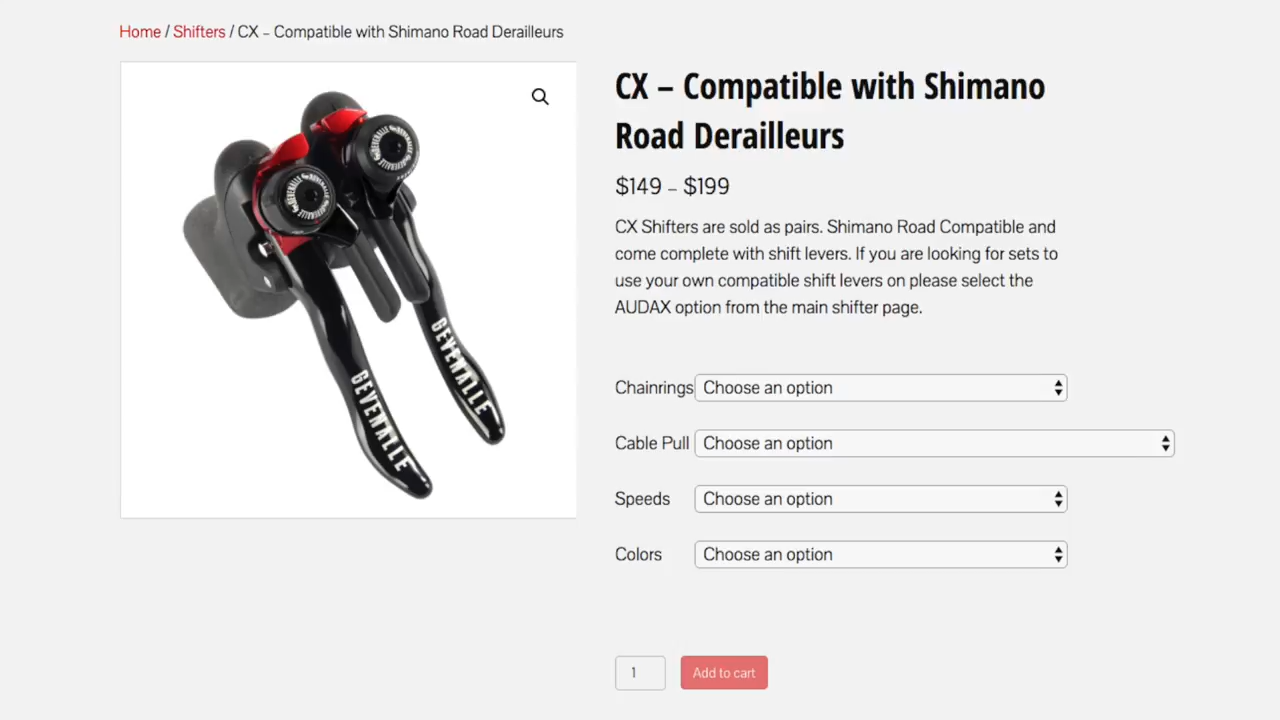 Home / Shifters / CX – Compatible with Shimano Road Derailleurs
CX – Compatible with Shimano
Road Derailleurs
$149 – $199
CX Shifters are sold as pairs. Shimano Road Compatible and
come complete with shift levers. If you are looking for sets to
use your own compatible shift levers on please select the
AUDAX option from the main shifter page.
Chainrings Choose an option
Cable Pull Choose an option
Speeds Choose an option
Colors Choose an option
1 Add to cart
GEVENALLE
GEVENALLE